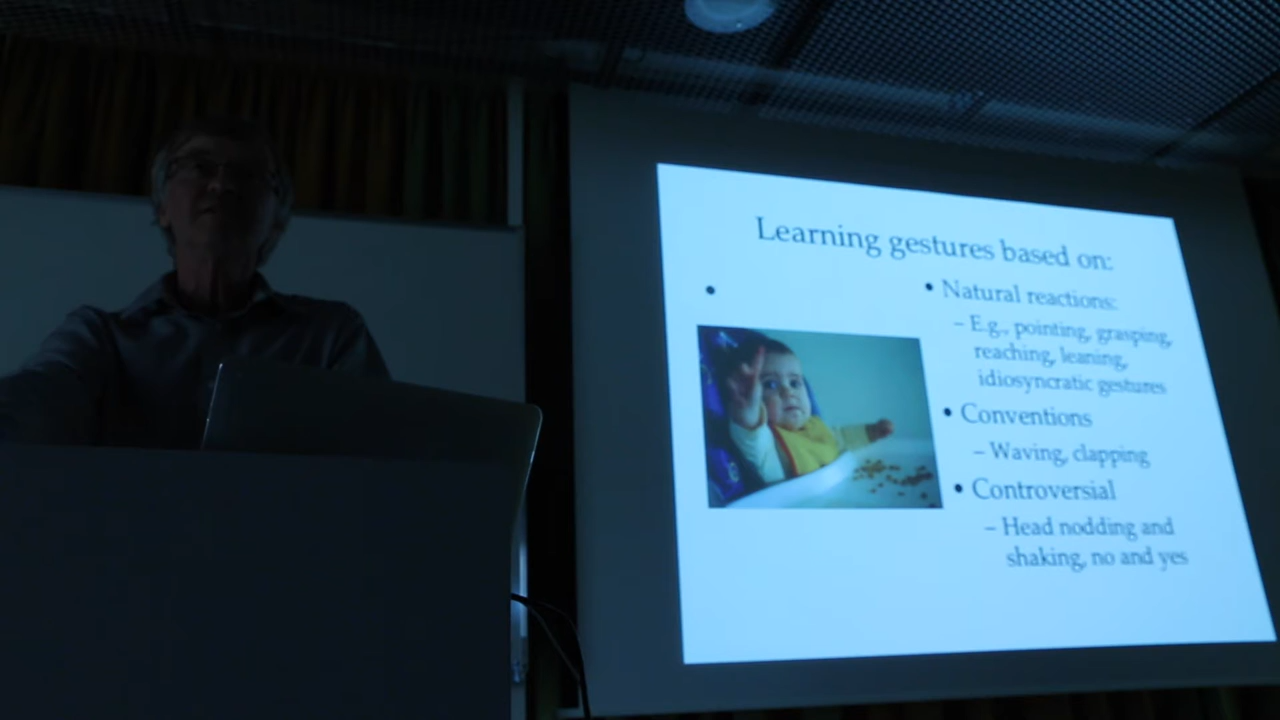 Learning gestures based on:
• Natural reactions:
– E.g., pointing, grasping,
reaching, leaning,
idiosyncratic gestures
• Conventions
– Waving, clapping
• Controversial
– Head nodding and
shaking, no and yes